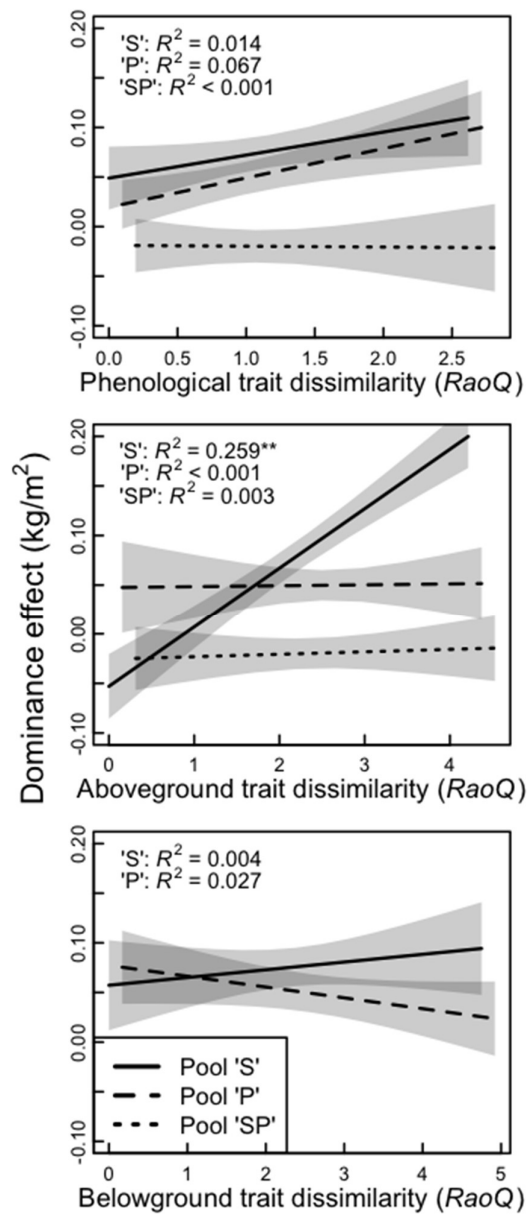 'S': R² = 0.014
'P': R² = 0.067
'SP': R² < 0.001
0.20
0.10
0.00
-0.10
0.0 0.5 1.0 1.5 2.0 2.5
Phenological trait dissimilarity (RaoQ)
'S': R² = 0.259**
'P': R² < 0.001
'SP': R² = 0.003
0.20
0.10
0.00
-0.10
0 1 2 3 4
Aboveground trait dissimilarity (RaoQ)
Dominance effect (kg/m²)
'S': R² = 0.004
'P': R² = 0.027
0.20
0.10
0.00
-0.10
Pool 'S'
Pool 'P'
Pool 'SP'
0 1 2 3 4 5
Belowground trait dissimilarity (RaoQ)